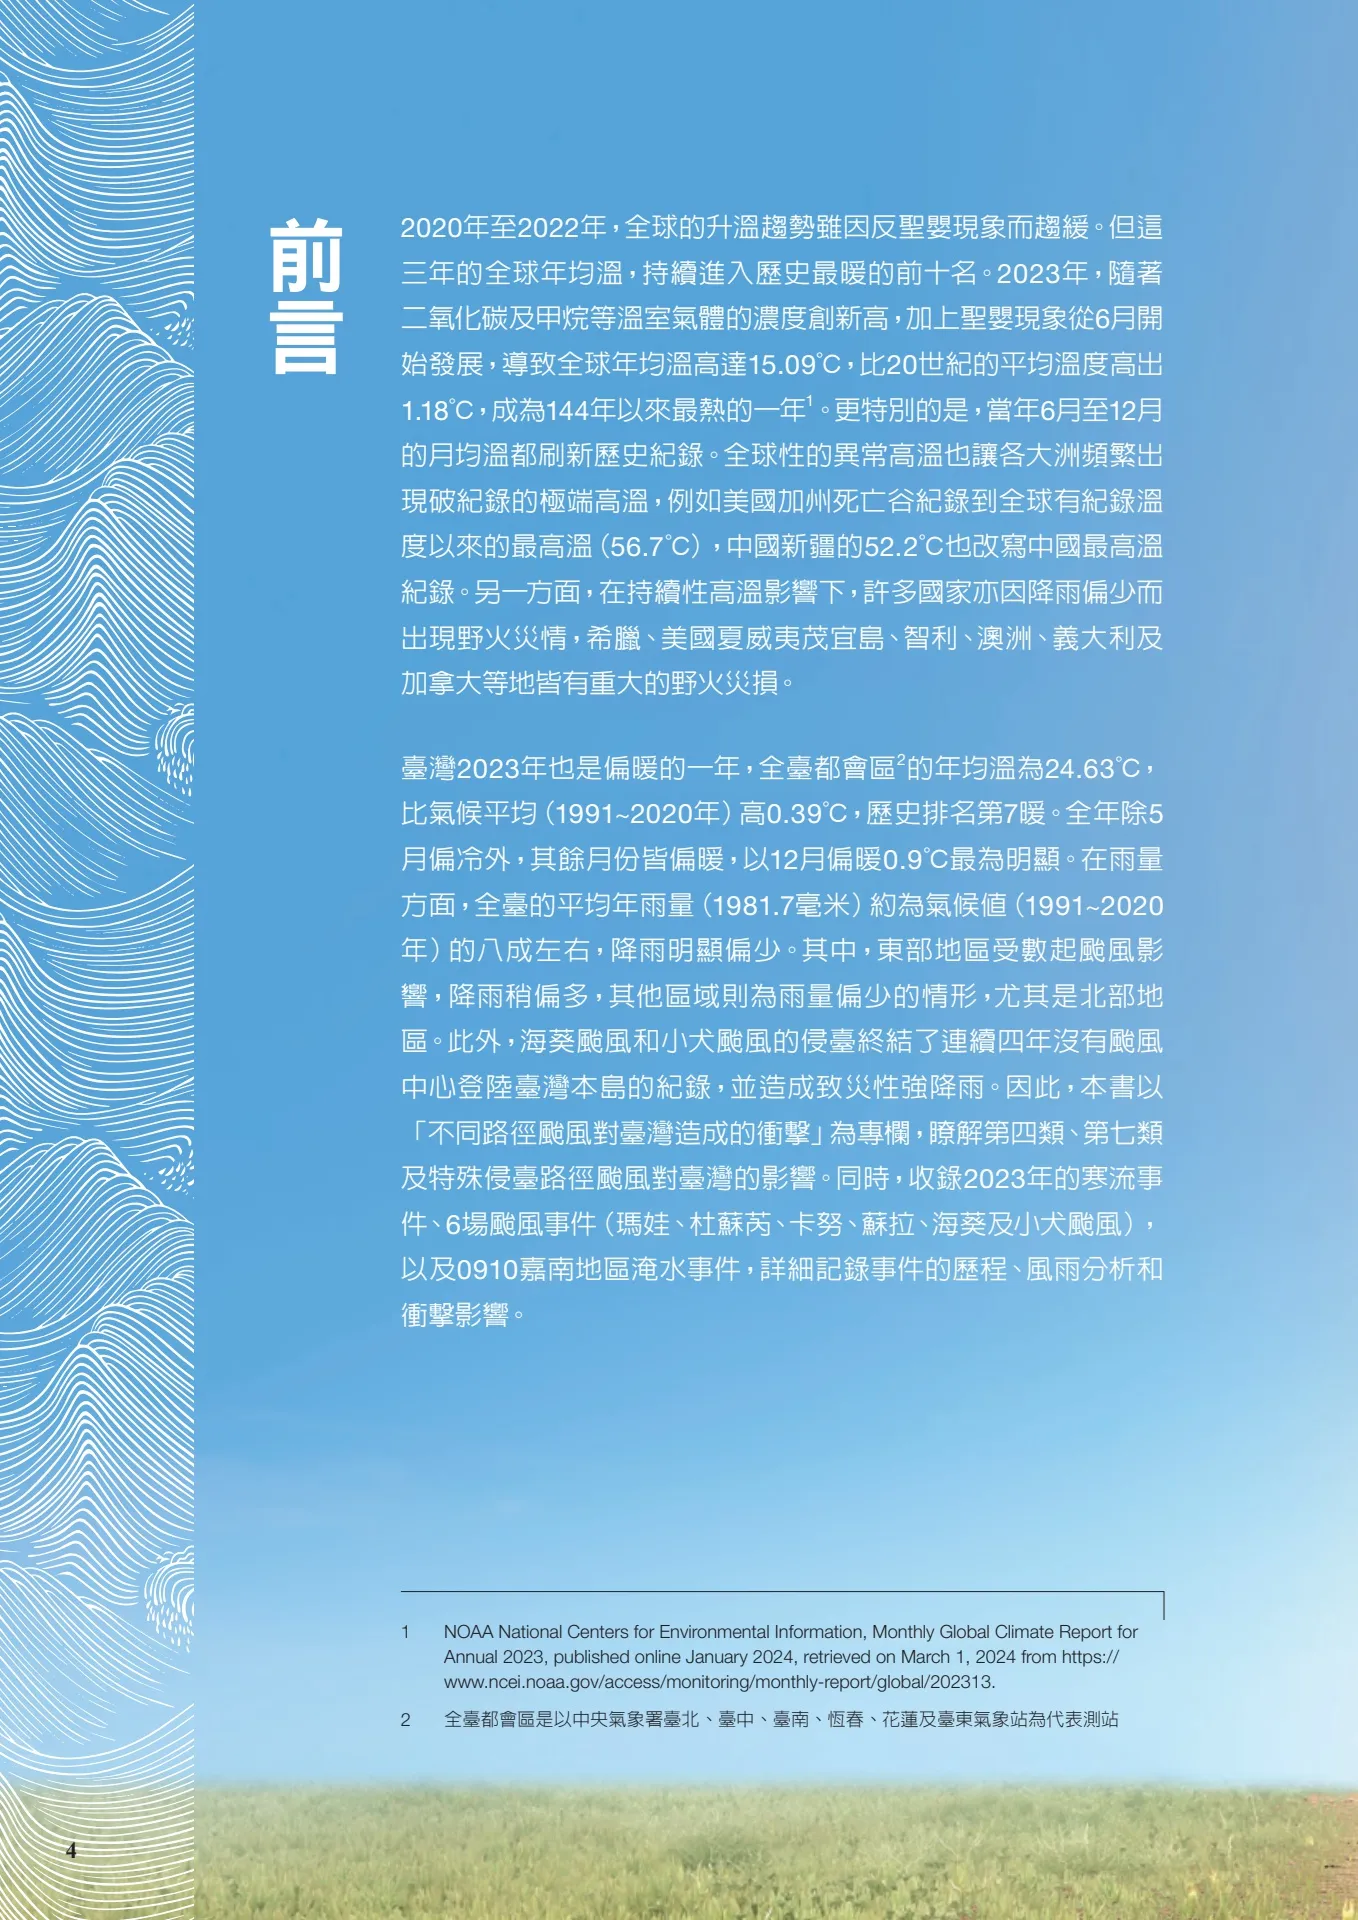 前言
2020年至2022年，全球的升溫趨勢雖因反聖嬰現象而趨緩。但這
三年的全球年均溫，持續進入歷史最暖的前十名。2023年，隨著
二氧化碳及甲烷等溫室氣體的濃度創新高，加上聖嬰現象從6月開
始發展，導致全球年均溫高達15.09℃，比20世紀的平均溫度高出
1.18℃，成為144年以來最熱的一年1。更特別的是，當年6月至12月
的月均溫都刷新歷史紀錄。全球性的異常高溫也讓各大洲頻繁出
現破紀錄的極端高溫，例如美國加州死亡谷紀錄到全球有紀錄溫
度以來的最高溫（56.7℃），中國新疆的52.2℃也改寫中國最高溫
紀錄。另一方面，在持續性高溫影響下，許多國家亦因降雨偏少而
出現野火災情，希臘、美國夏威夷茂宜島、智利、澳洲、義大利及
加拿大等地皆有重大的野火災損。
臺灣2023年也是偏暖的一年，全臺都會區2的年均溫為24.63℃，
比氣候平均（1991~2020年）高0.39℃，歷史排名第7暖。全年除5
月偏冷外，其餘月份皆偏暖，以12月偏暖0.9℃最為明顯。在雨量
方面，全臺的平均年雨量（1981.7毫米）約為氣候值（1991~2020
年）的八成左右，降雨明顯偏少。其中，東部地區受數起颱風影
響，降雨稍偏多，其他區域則為雨量偏少的情形，尤其是北部地
區。此外，海葵颱風和小犬颱風的侵臺終結了連續四年沒有颱風
中心登陸臺灣本島的紀錄，並造成致災性強降雨。因此，本書以
「不同路徑颱風對臺灣造成的衝擊」為專欄，瞭解第四類、第七類
及特殊侵臺路徑颱風對臺灣的影響。同時，收錄2023年的寒流事
件、6場颱風事件（瑪娃、杜蘇芮、卡努、蘇拉、海葵及小犬颱風），
以及0910嘉南地區淹水事件，詳細記錄事件的歷程、風雨分析和
衝擊影響。
1 NOAA National Centers for Environmental Information, Monthly Global Climate Report for
Annual 2023, published online January 2024, retrieved on March 1, 2024 from https://
www.ncei.noaa.gov/access/monitoring/monthly-report/global/202313.
2 全臺都會區是以中央氣象署臺北、臺中、臺南、恆春、花蓮及臺東氣象站為代表測站
4